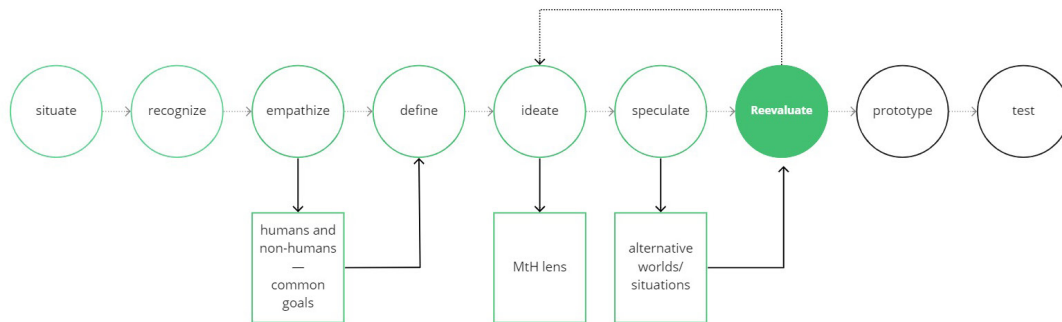 situate
recognize
empathize
define
ideate
speculate
Reevaluate
prototype
test
humans and
non-humans
—
common
goals
MtH lens
alternative
worlds/
situations